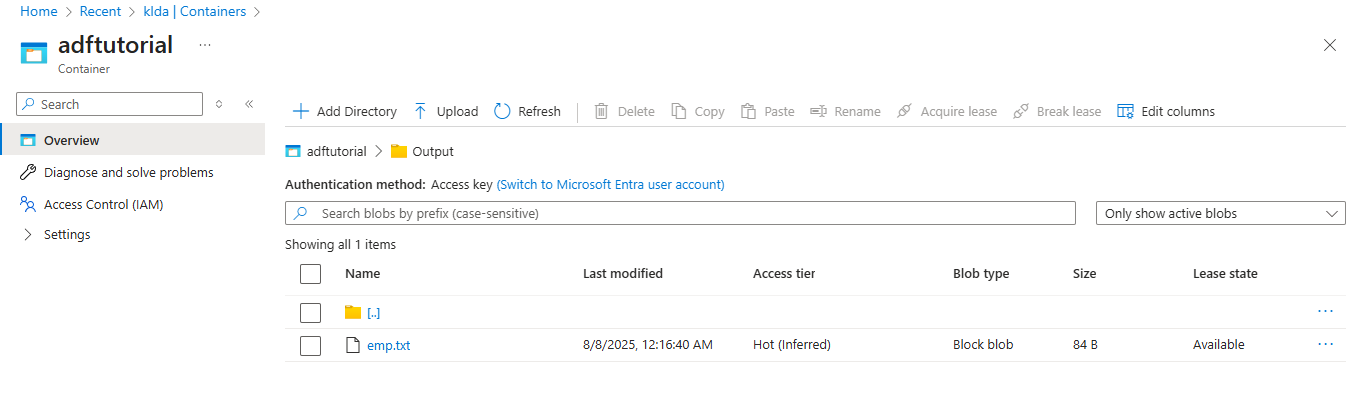 Home > Recent > klda | Containers >
adftutorial ...
Container
Search
Overview
Diagnose and solve problems
Access Control (IAM)
Settings
Add Directory Upload Refresh Delete Copy Paste Rename Acquire lease Break lease Edit columns
adftutorial > Output
Authentication method: Access key (Switch to Microsoft Entra user account)
Search blobs by prefix (case-sensitive) Only show active blobs
Showing all 1 items
Name Last modified Access tier Blob type Size Lease state
[..] ...
emp.txt 8/8/2025, 12:16:40 AM Hot (Inferred) Block blob 84 B Available ...